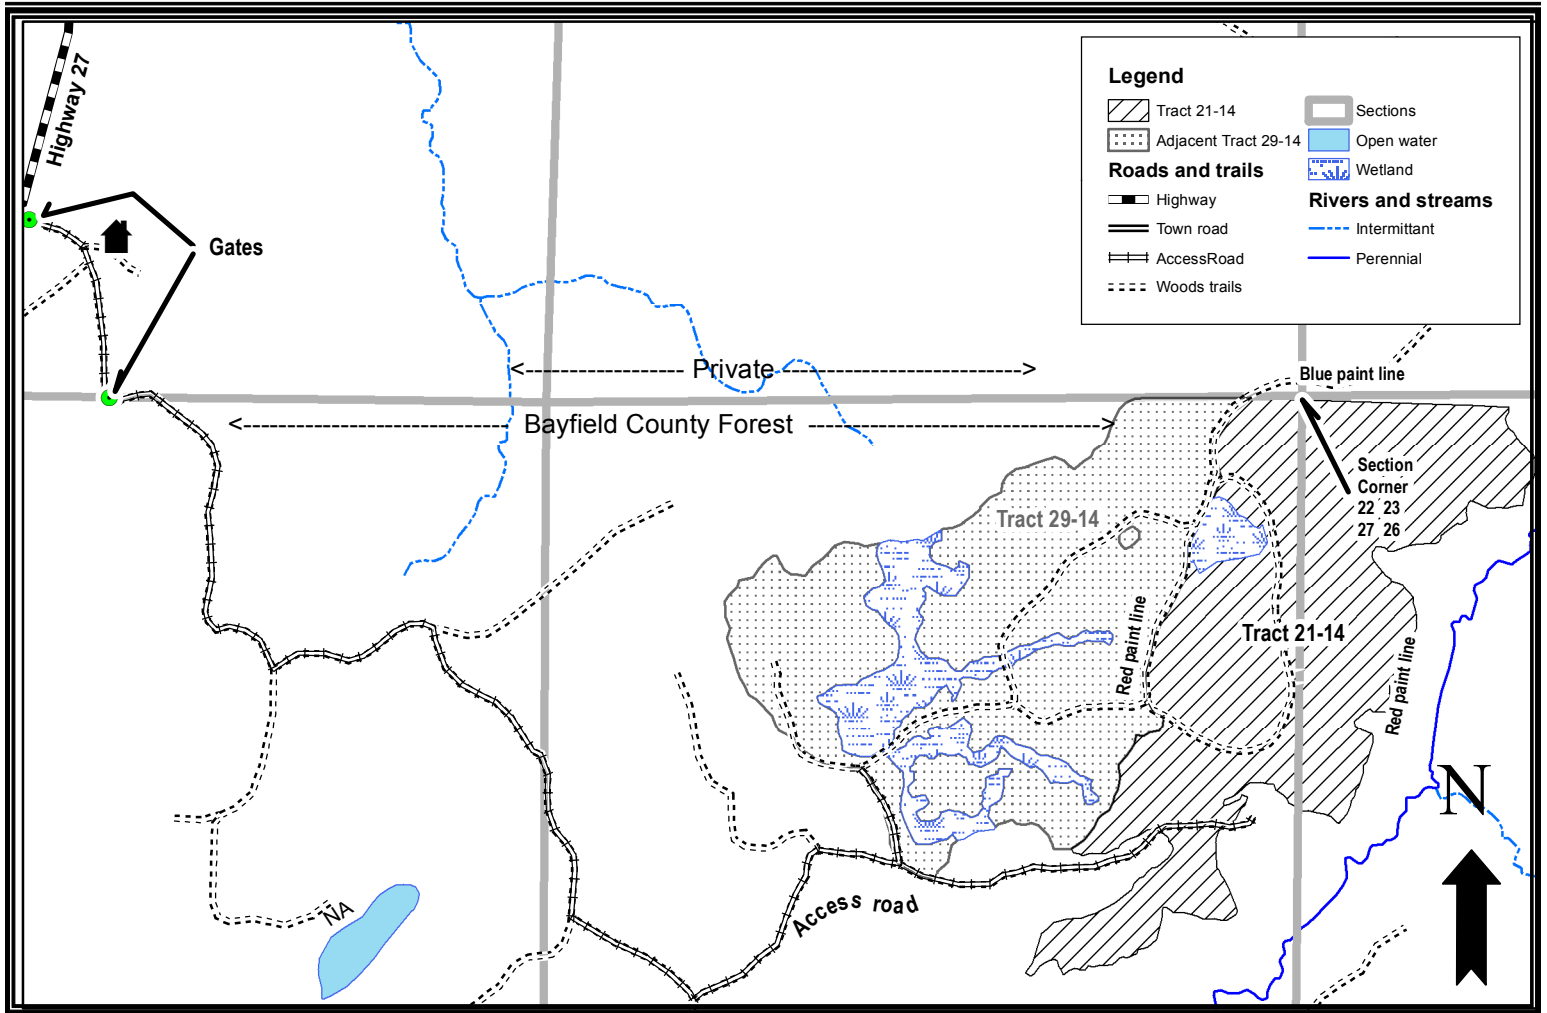 Highway 27
Gates
<---------- Private ---------->
<---------- Bayfield County Forest ---------->
Legend
Tract 21-14
Adjacent Tract 29-14
Roads and trails
Highway
Town road
AccessRoad
Woods trails
Sections
Open water
Wetland
Rivers and streams
Intermittant
Perennial
Blue paint line
Section
Corner
22 23
27 26
Tract 29-14
Red paint line
Tract 21-14
Red paint line
N
Access road
NA